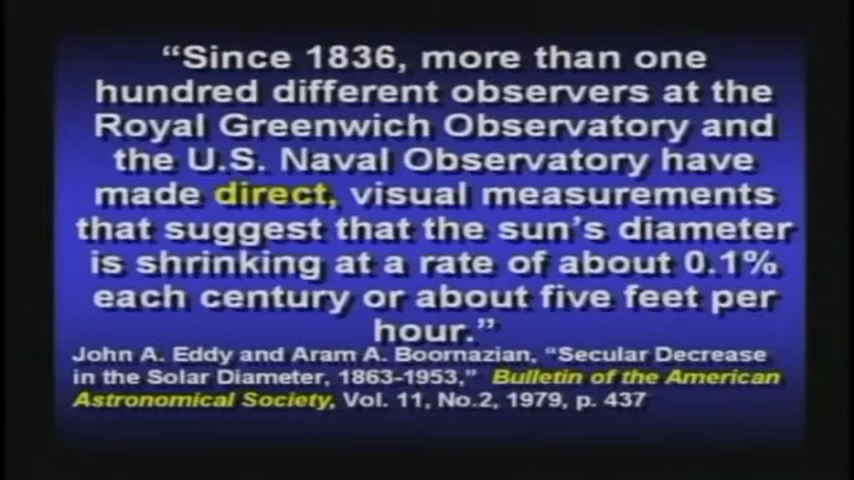 “Since 1836, more than one
hundred different observers at the
Royal Greenwich Observatory and
the U.S. Naval Observatory have
made direct, visual measurements
that suggest that the sun’s diameter
is shrinking at a rate of about 0.1%
each century or about five feet per
hour.”
John A. Eddy and Aram A. Boornazian, “Secular Decrease
in the Solar Diameter, 1863-1953,” Bulletin of the American
Astronomical Society, Vol. 11, No.2, 1979, p. 437